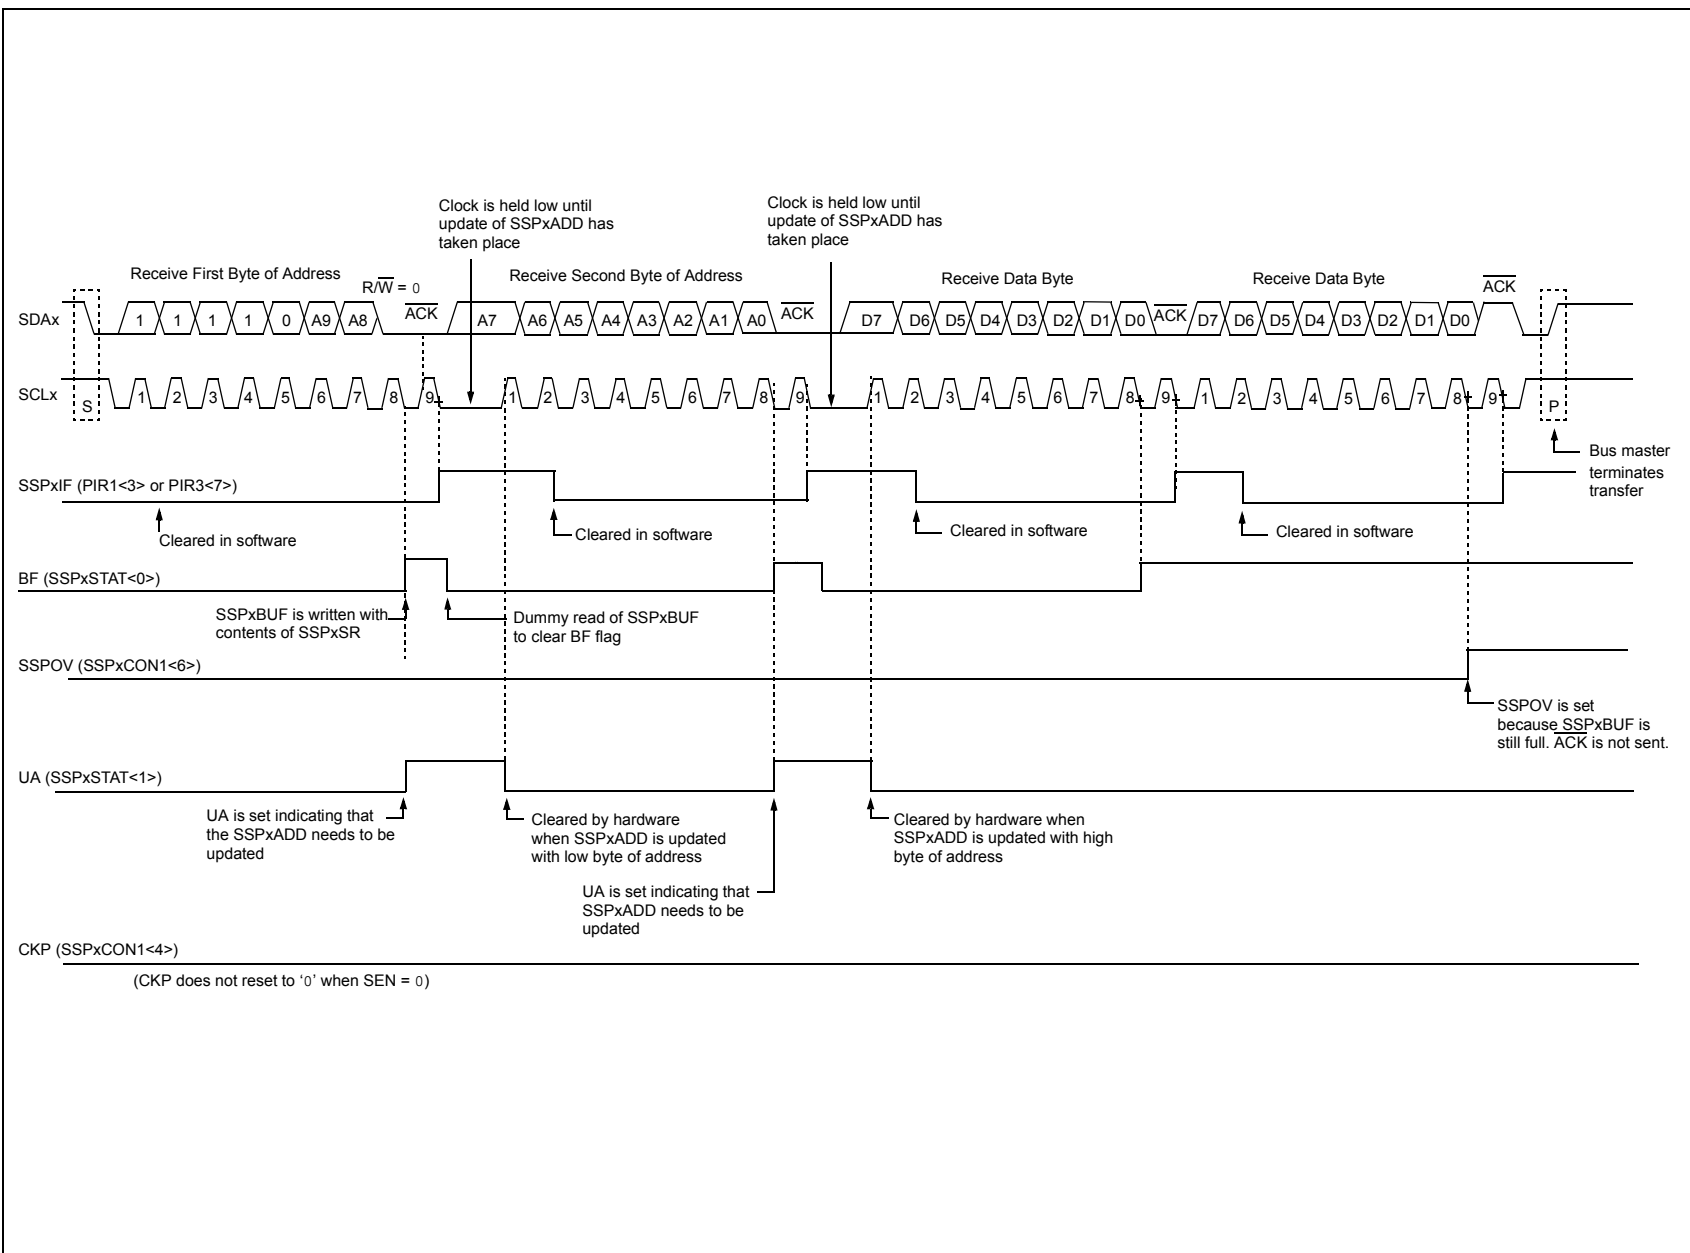 Clock is held low until
update of SSPxADD has
taken place
Clock is held low until
update of SSPxADD has
taken place
Receive First Byte of Address
R/W = 0
ACK
Receive Second Byte of Address
ACK
Receive Data Byte
ACK
Receive Data Byte
ACK
SDAx
1 1 1 1 0 A9 A8
A7 A6 A5 A4 A3 A2 A1 A0
D7 D6 D5 D4 D3 D2 D1 D0
D7 D6 D5 D4 D3 D2 D1 D0
SCLx
S
1 2 3 4 5 6 7 8 9
1 2 3 4 5 6 7 8 9
1 2 3 4 5 6 7 8 9
1 2 3 4 5 6 7 8 9
P
Bus master
terminates
transfer
SSPxIF (PIR1<3> or PIR3<7>)
Cleared in software
Cleared in software
Cleared in software
Cleared in software
BF (SSPxSTAT<0>)
SSPxBUF is written with
contents of SSPxSR
Dummy read of SSPxBUF
to clear BF flag
SSPOV (SSPxCON1<6>)
SSPOV is set
because SSPxBUF is
still full. ACK is not sent.
UA (SSPxSTAT<1>)
UA is set indicating that
the SSPxADD needs to be
updated
Cleared by hardware
when SSPxADD is updated
with low byte of address
UA is set indicating that
SSPxADD needs to be
updated
Cleared by hardware when
SSPxADD is updated with high
byte of address
CKP (SSPxCON1<4>)
(CKP does not reset to ‘0’ when SEN = 0)